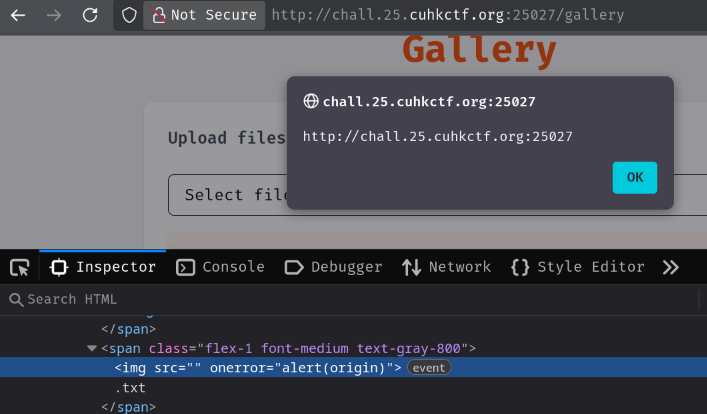 Not Secure http://chall.25.cuhkctf.org:25027/gallery
Gallery
chall.25.cuhkctf.org:25027
Upload files
http://chall.25.cuhkctf.org:25027
OK
Inspector Console Debugger Network Style Editor
Search HTML
</span>
<span class="flex-1 font-medium text-gray-800">
<img src="" onerror="alert(origin)"> event
.txt
</span>